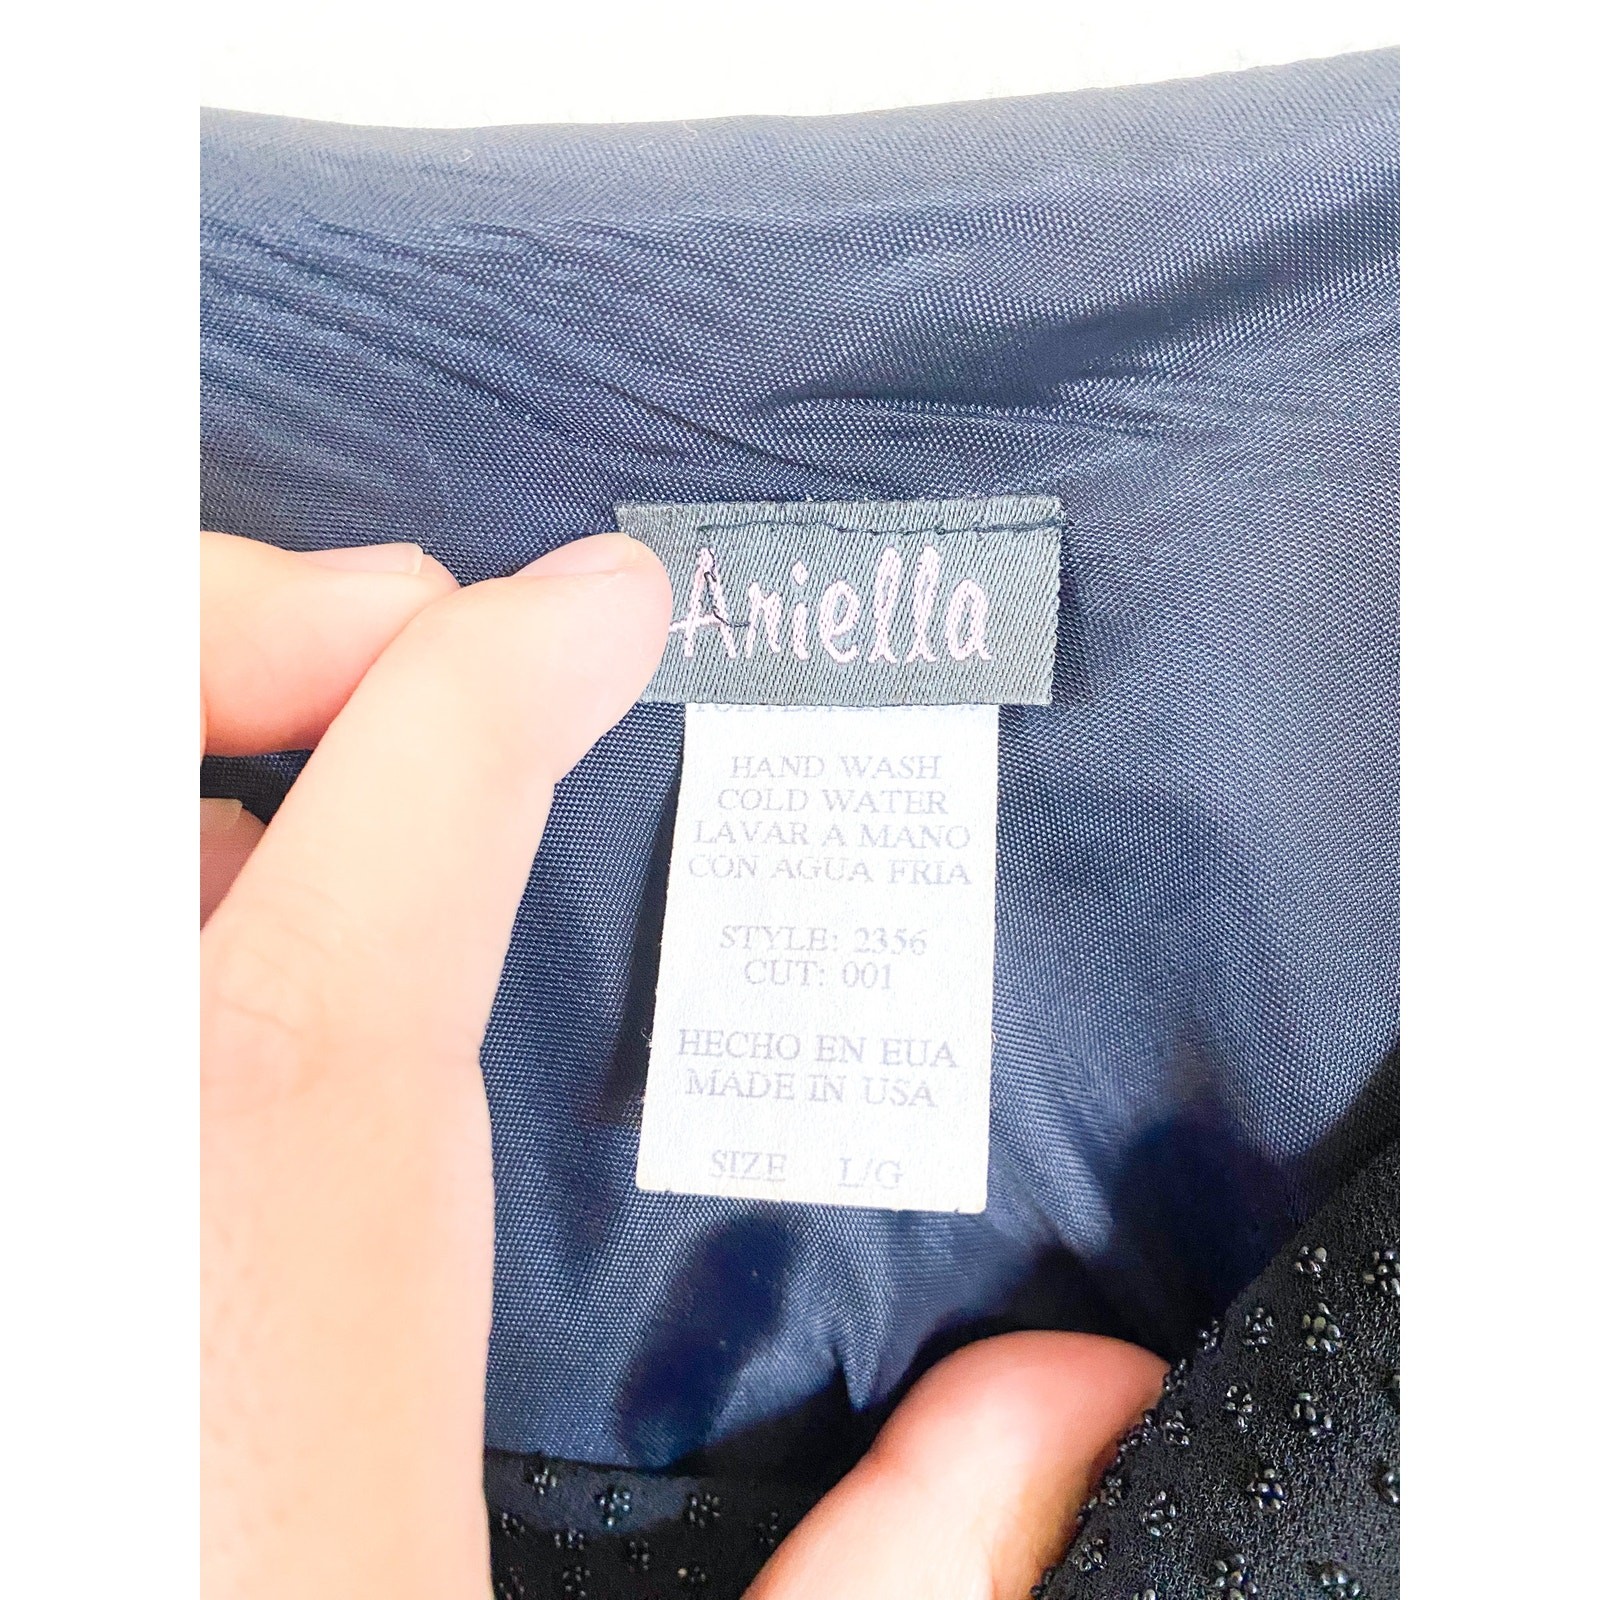 Ariella
HAND WASH
COLD WATER
LAVAR A MANO
CON AGUA FRIA
STYLE: 2356
CUT: 001
HECHO EN EUA
MADE IN USA
SIZE L/G